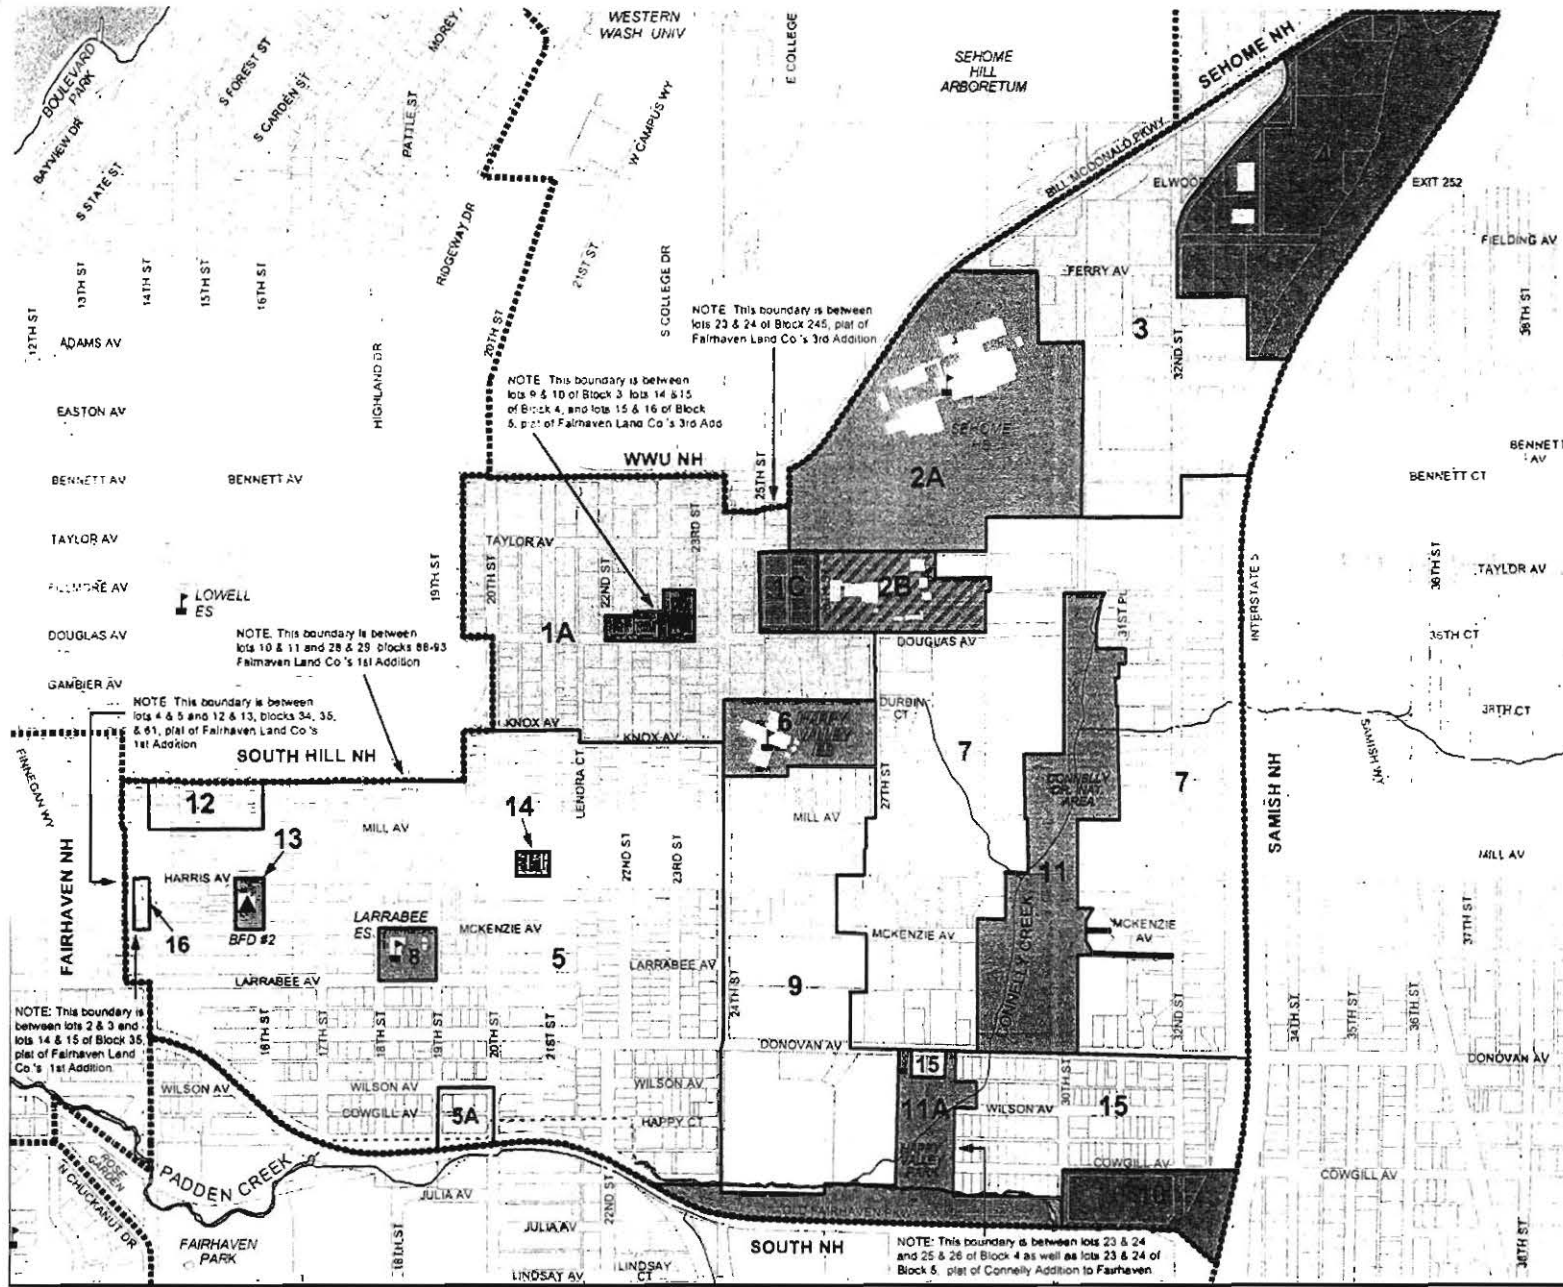 WESTERN
WASH UNIV
E COLLEGE
SEHOME NH
SEHOME
HILL
ARBORETUM
BOULEVARD
PARK
S FOREST ST
MOREY
S GARDEN ST
BAYVIEW DR
PATTLE ST
S STATE ST
W CAMPUS WY
BILL MCDONALD PKWY
4
EXIT 252
RIDGEWAY DR
21ST ST
S COLLEGE DR
FERRY AV
FIELDING AV
12TH ST
13TH ST
14TH ST
15TH ST
16TH ST
20TH ST
32ND ST
38TH ST
3
ADAMS AV
HIGHLAND DR
NOTE This boundary is between
lots 23 & 24 of Block 245, plat of
Fairhaven Land Co's 3rd Addition
NOTE This boundary is between
lots 9 & 10 of Block 3 lots 14 & 15
of Block 4, and lots 15 & 16 of Block
5, plat of Fairhaven Land Co's 3rd Add
EASTON AV
SEHOME
HS
2A
WWU NH
25TH ST
BENNETT AV
BENNETT AV
BENNETT CT
BENNETT
AV
TAYLOR AV
TAYLOR AV
TAYLOR AV
19TH ST
20TH ST
22ND ST
23RD ST
1C
2B
31ST PL
INTERSTATE 5
36TH ST
LOWELL
ES
DOUGLAS AV
1A
DOUGLAS AV
36TH CT
NOTE. This boundary is between
lots 10 & 11 and 28 & 29 blocks 88-93
Fairhaven Land Co's 1st Addition
GAMBIER AV
NOTE This boundary is between
lots 4 & 5 and 12 & 13, blocks 34, 35,
& 61, plat of Fairhaven Land Co's
1st Addition
KNOX AV
KNOX AV
6
HAPPY
VALLEY
ES
DURBIN
CT
38TH CT
SAMISH WY
FINNEGAN WY
SOUTH HILL NH
7
7
CONNELLY
CR. NAT.
AREA
SAMISH NH
12
14
LENORA CT
27TH ST
MILL AV
MILL AV
MILL AV
13
FAIRHAVEN NH
HARRIS AV
22ND ST
23RD ST
11
16
BFD #2
LARRABEE
ES
8
MCKENZIE AV
MCKENZIE AV
MCKENZIE
AV
37TH ST
5
LARRABEE AV
LARRABEE AV
9
24TH ST
CONNELLY CREEK
NOTE: This boundary is
between lots 2 & 3 and
lots 14 & 15 of Block 35,
plat of Fairhaven Land
Co.'s 1st Addition
16TH ST
17TH ST
18TH ST
19TH ST
20TH ST
21ST ST
32ND ST
34TH ST
35TH ST
36TH ST
DONOVAN AV
DONOVAN AV
15
30TH ST
WILSON AV
WILSON AV
WILSON AV
WILSON AV
COWGILL AV
5A
HAPPY CT
11A
15
ROSE
GARDEN
PADDEN CREEK
COWGILL AV
COWGILL AV
N CHUCKANUT DR
JULIA AV
22ND ST
JULIA AV
FAIRHAVEN
PARK
18TH ST
LINDSAY AV
LINDSAY
CT
SOUTH NH
NOTE: This boundary is between lots 23 & 24
and 25 & 26 of Block 4 as well as lots 23 & 24 of
Block 5, plat of Connelly Addition to Fairhaven.
38TH ST